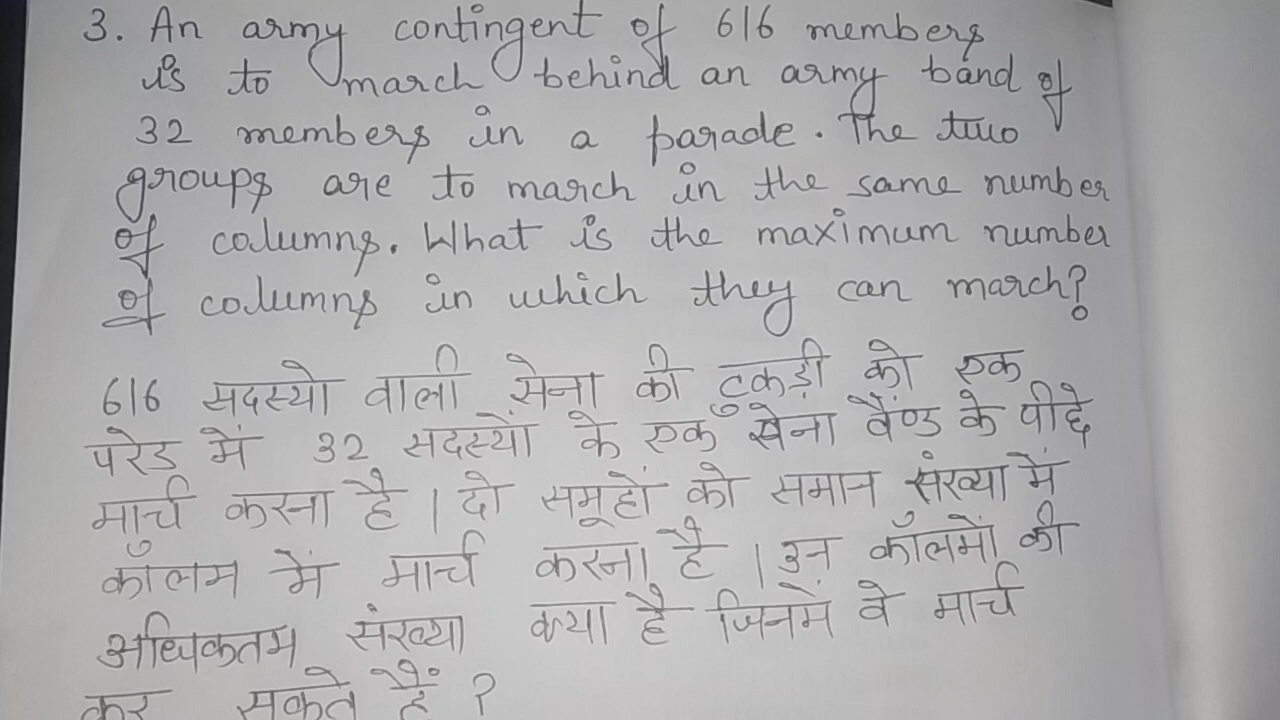 3. An army contingent of 616 members
is to march behind an army band of
32 members in a parade. The two
groups are to march in the same number
of columns. What is the maximum number
of columns in which they can march?
616 सदस्यो वाली सेना की टुकड़ी को एक
परेड में 32 सदस्यों के एक सेना बैंण्ड के पीछे
मार्च करना है। दो समूहों को समान संख्या में
कॉलम में मार्च करना है। उन कॉलमों की
अधिकतम संख्या क्या है जिनमें वे मार्च
कर सकते हैं ?